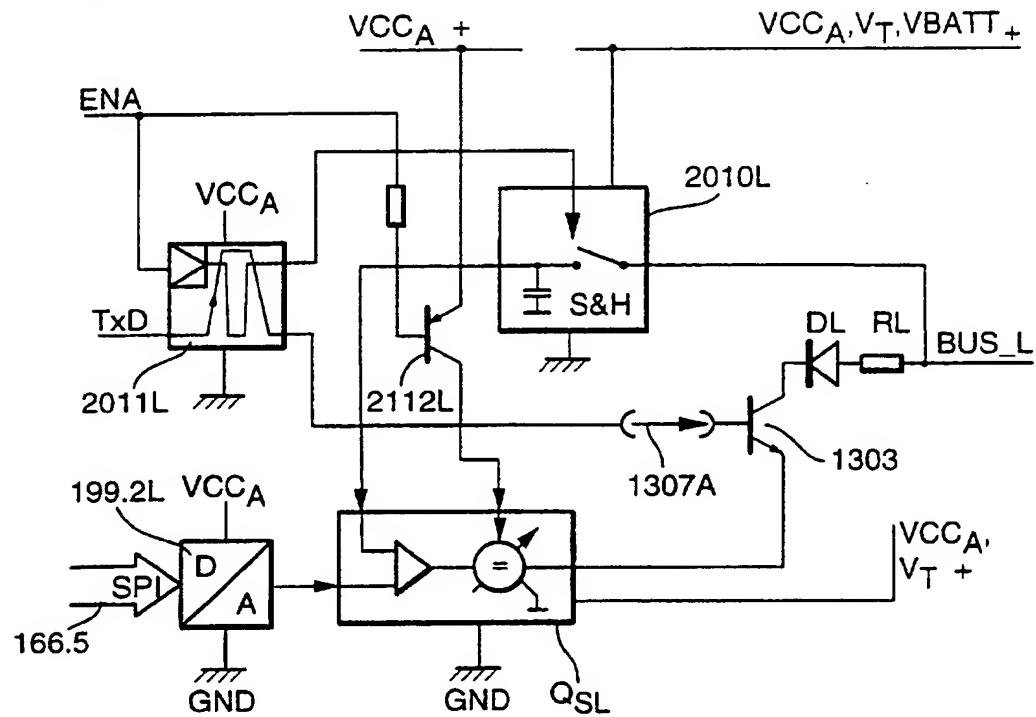 VCCA +
VCCA,VT,VBATT+
ENA
2010L
VCCA
S&H
TxD
DL
RL
BUS_L
2011L
2112L
1307A
1303
199.2L
VCCA
VCCA,
VT +
D
A
SPI
=
166.5
GND
GND
QSL